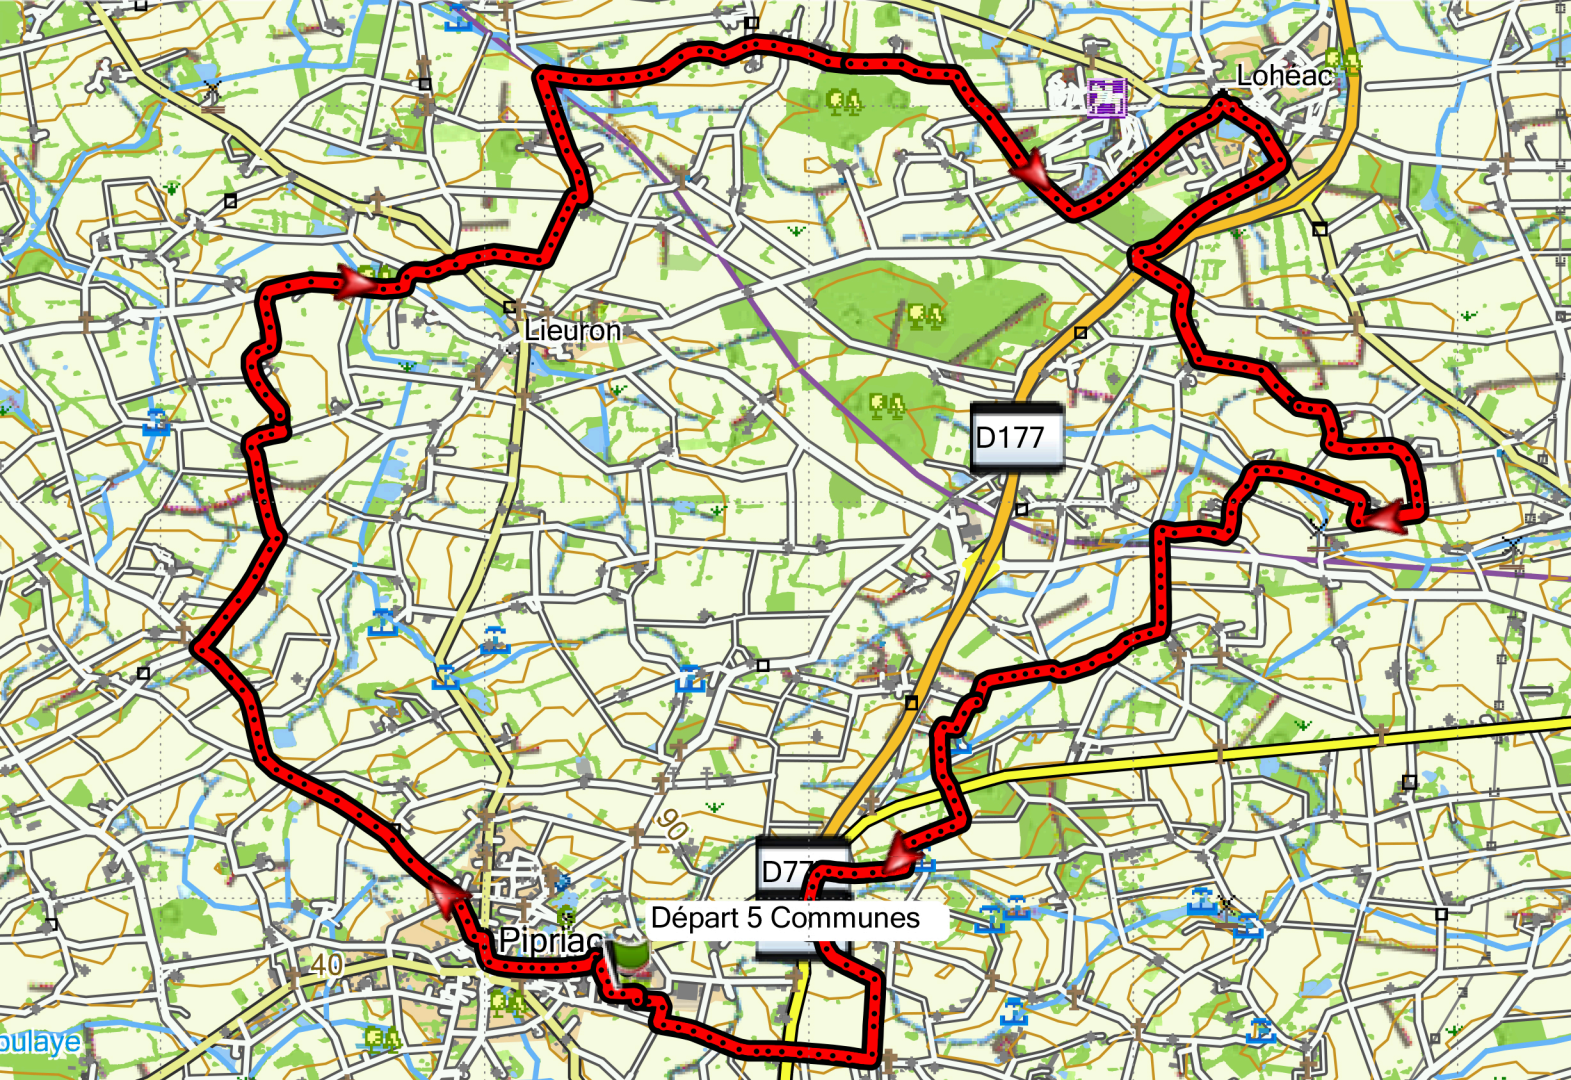 Lohéac
Lieuron
D177
90
D77
Départ 5 Communes
Pipriac
40
oulaye